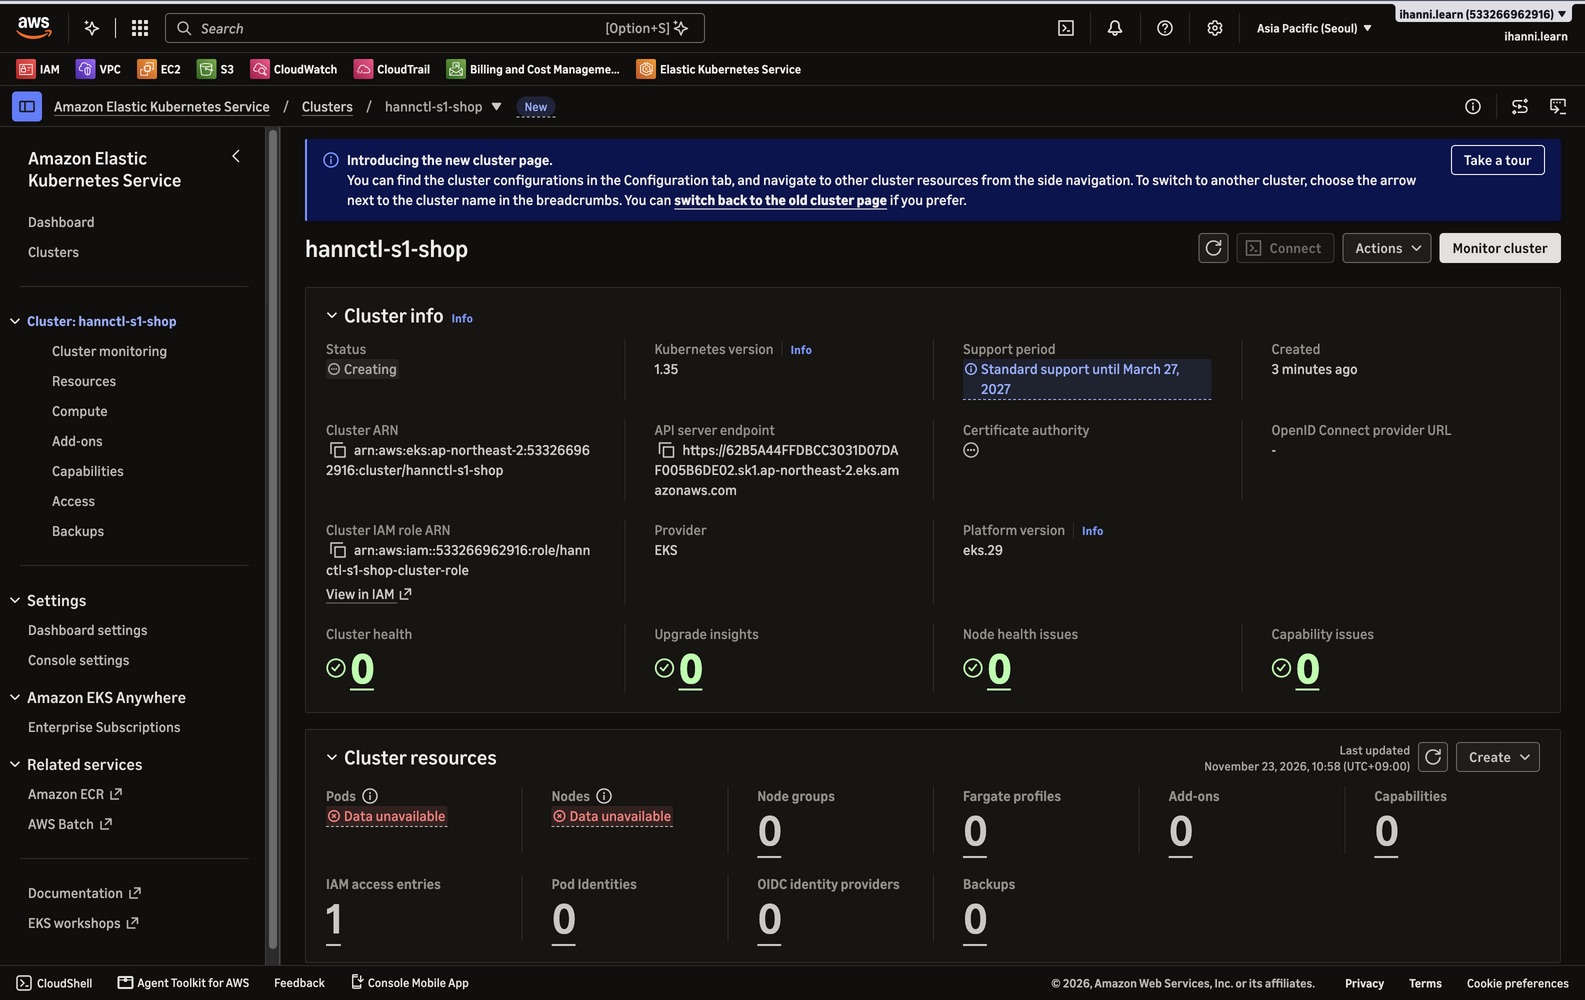 aws
Search
[Option+S]
Asia Pacific (Seoul)
ihanni.learn (533266962916)
ihanni.learn
IAM
VPC
EC2
S3
CloudWatch
CloudTrail
Billing and Cost Manageme...
Elastic Kubernetes Service
Amazon Elastic Kubernetes Service / Clusters / hannctl-s1-shop
New
Amazon Elastic
Kubernetes Service
Dashboard
Clusters
Cluster: hannctl-s1-shop
Cluster monitoring
Resources
Compute
Add-ons
Capabilities
Access
Backups
Settings
Dashboard settings
Console settings
Amazon EKS Anywhere
Enterprise Subscriptions
Related services
Amazon ECR
AWS Batch
Documentation
EKS workshops
Introducing the new cluster page.
You can find the cluster configurations in the Configuration tab, and navigate to other cluster resources from the side navigation. To switch to another cluster, choose the arrow
next to the cluster name in the breadcrumbs. You can switch back to the old cluster page if you prefer.
Take a tour
hannctl-s1-shop
Connect
Actions
Monitor cluster
Cluster info Info
Status
Creating
Kubernetes version Info
1.35
Support period
Standard support until March 27,
2027
Created
3 minutes ago
Cluster ARN
arn:aws:eks:ap-northeast-2:53326696
2916:cluster/hannctl-s1-shop
API server endpoint
https://62B5A44FFDBCC3031D07DA
F005B6DE02.sk1.ap-northeast-2.eks.am
azonaws.com
Certificate authority
OpenID Connect provider URL
-
Cluster IAM role ARN
arn:aws:iam::533266962916:role/hann
ctl-s1-shop-cluster-role
View in IAM
Provider
EKS
Platform version Info
eks.29
Cluster health
0
Upgrade insights
0
Node health issues
0
Capability issues
0
Cluster resources
Last updated
November 23, 2026, 10:58 (UTC+09:00)
Create
Pods
Data unavailable
Nodes
Data unavailable
Node groups
0
Fargate profiles
0
Add-ons
0
Capabilities
0
IAM access entries
1
Pod Identities
0
OIDC identity providers
0
Backups
0
CloudShell
Agent Toolkit for AWS
Feedback
Console Mobile App
© 2026, Amazon Web Services, Inc. or its affiliates.
Privacy
Terms
Cookie preferences